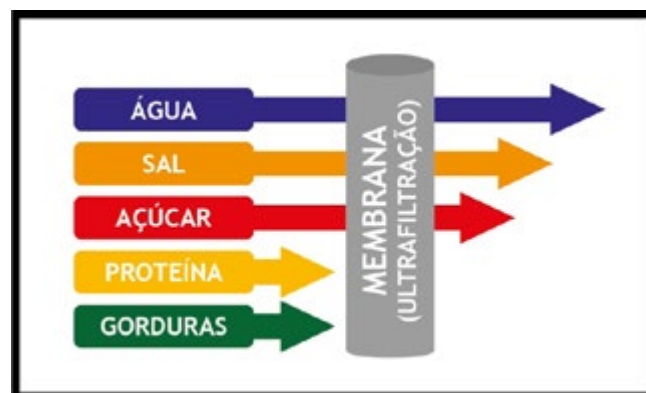 ÁGUA
SAL
AÇÚCAR
PROTEÍNA
GORDURAS
MEMBRANA
(ULTRAFILTRAÇÃO)